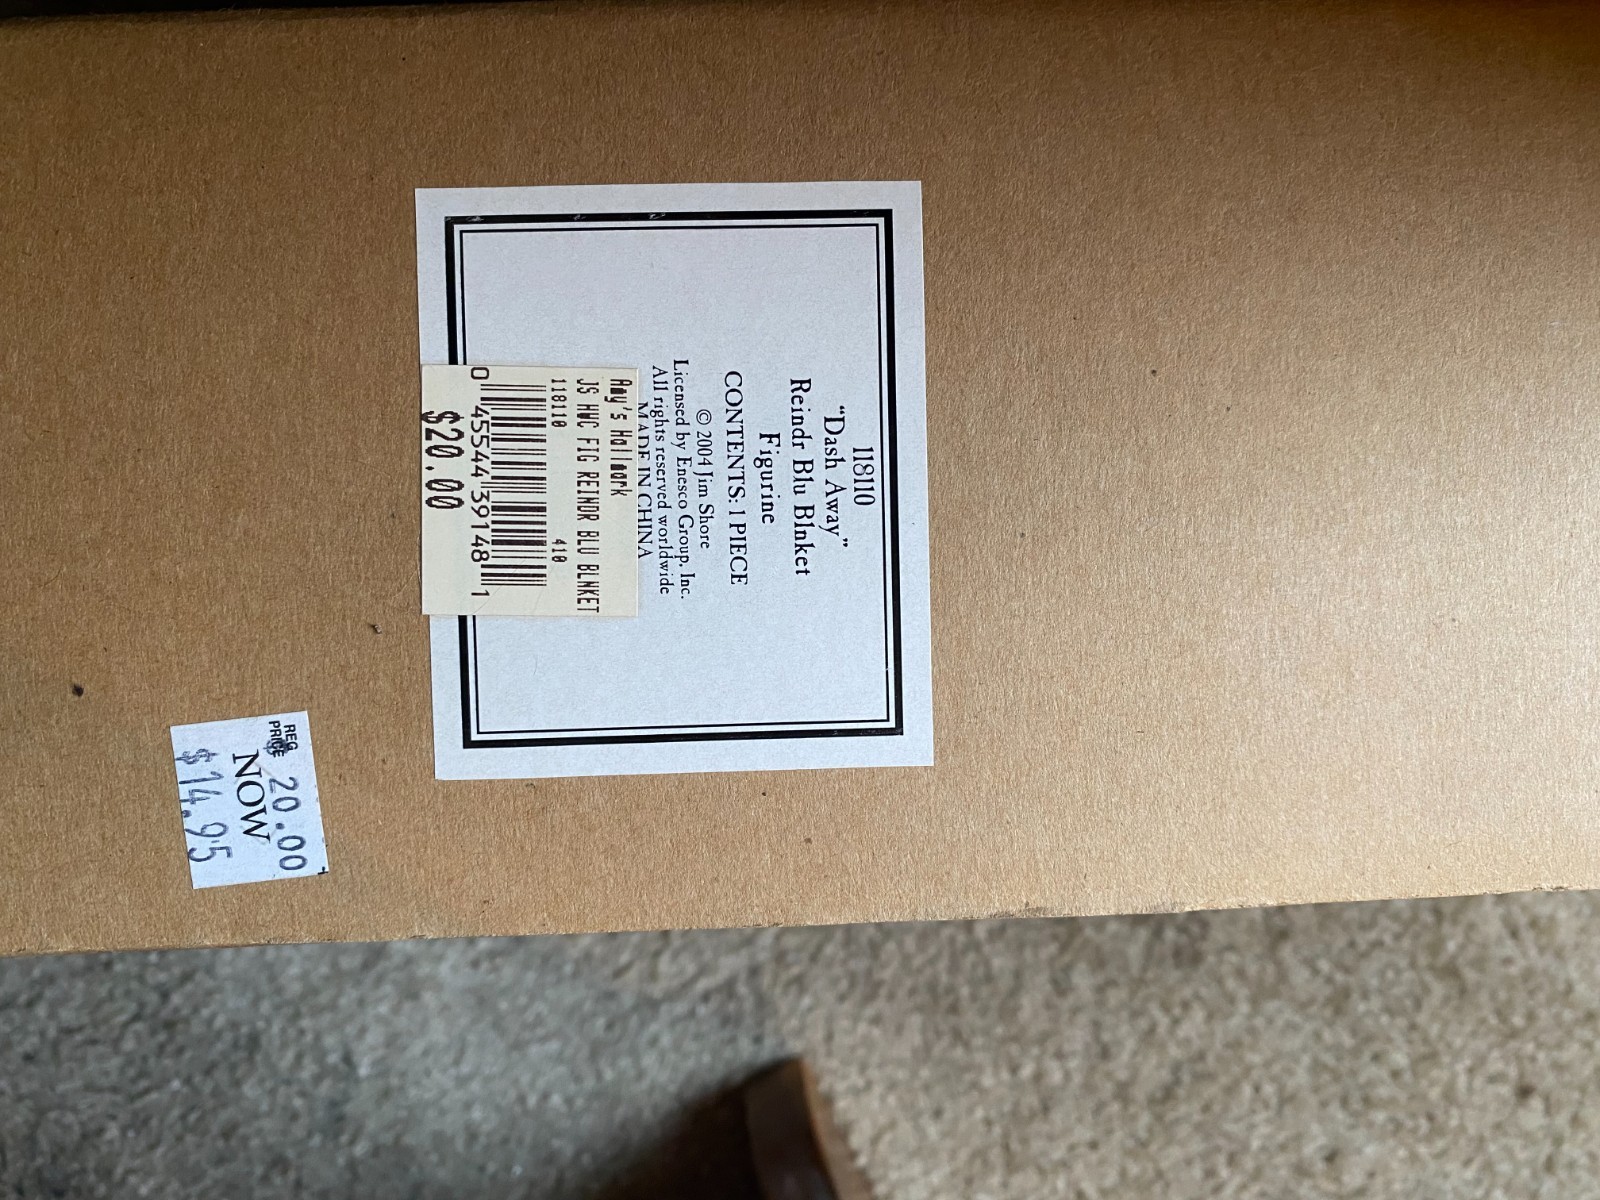 118110
“Dash Away”
Reindr Blu Blnket
Figurine
CONTENTS: 1 PIECE
© 2004 Jim Shore
Licensed by Enesco Group, Inc.
All rights reserved worldwide
MADE IN CHINA
Amy's Hallmark
JS HWC FIG REINDR BLU BLNKET
118110 410
0 45544 39148 1
$20.00
REG
PRICE 20.00
NOW
$14.95